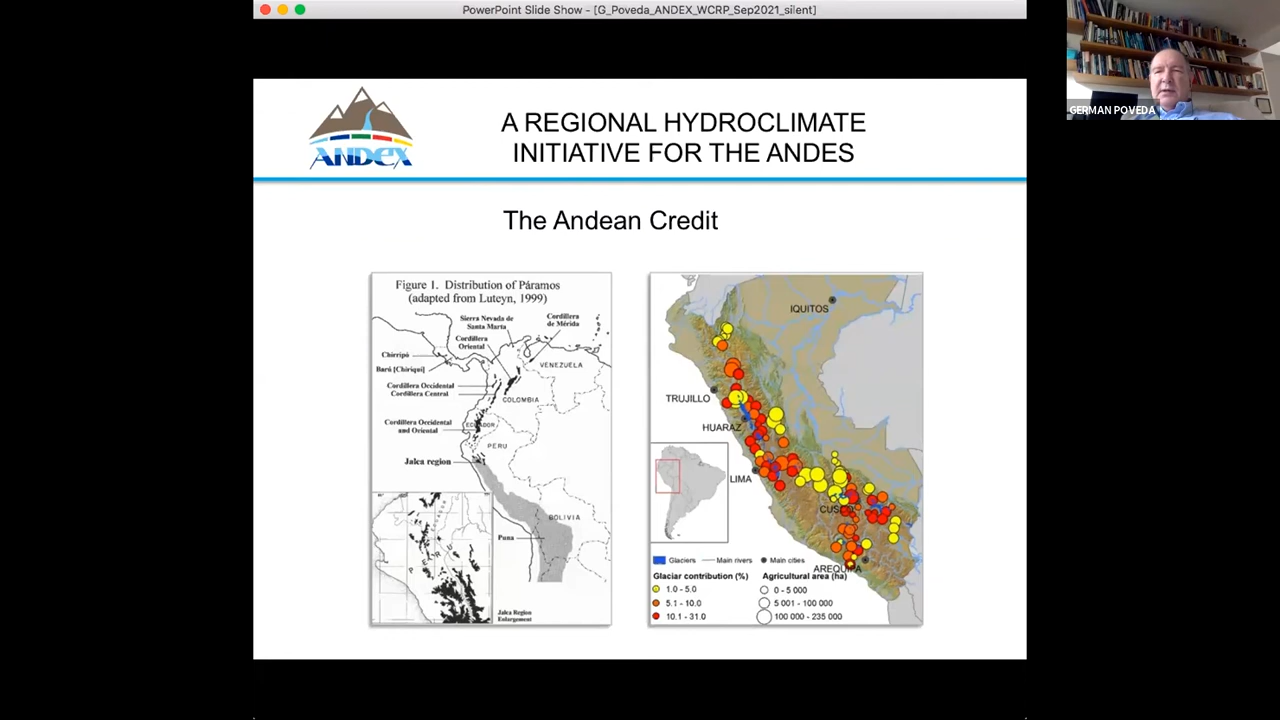 PowerPoint Slide Show - [G_Poveda_ANDEX_WCRP_Sep2021_silent]
GERMAN POVEDA
ANDEX
A REGIONAL HYDROCLIMATE
INITIATIVE FOR THE ANDES
The Andean Credit
Figure 1. Distribution of Páramos
(adapted from Luteyn, 1999)
Sierra Nevada de
Santa Marta
Cordillera
de Mérida
Cordillera
Oriental
Chirripó
Barú [Chiriquí]
VENEZUELA
Cordillera Occidental
Cordillera Central
COLOMBIA
Cordillera Occidental
and Oriental
ECUADOR
PERU
Jalca region
BOLIVIA
Puna
Jalca Region
Enlargement
IQUITOS
TRUJILLO
HUARAZ
LIMA
CUSCO
AREQUIPA
Glaciers
Main rivers
Main cities
Glaciar contribution (%)
1.0 - 5.0
5.1 - 10.0
10.1 - 31.0
Agricultural area (ha)
0 - 5 000
5 001 - 100 000
100 000 - 235 000